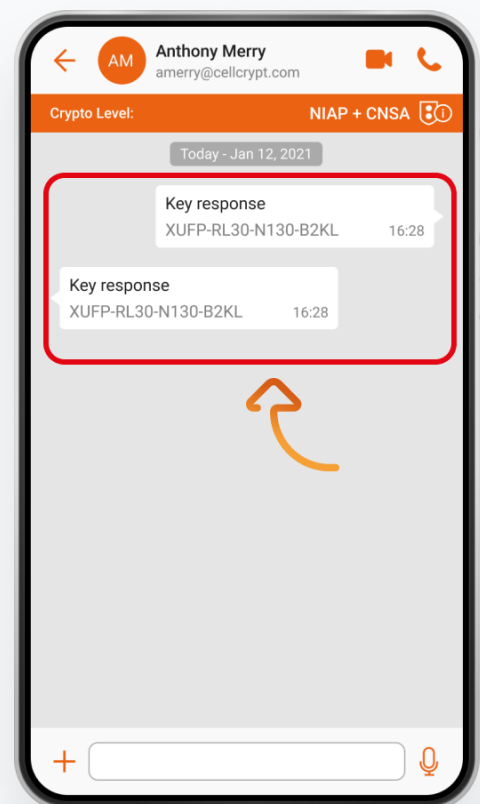 AM
Anthony Merry
amerry@cellcrypt.com
Crypto Level:
NIAP + CNSA
Today - Jan 12, 2021
Key response
XUFP-RL30-N130-B2KL 16:28
Key response
XUFP-RL30-N130-B2KL 16:28